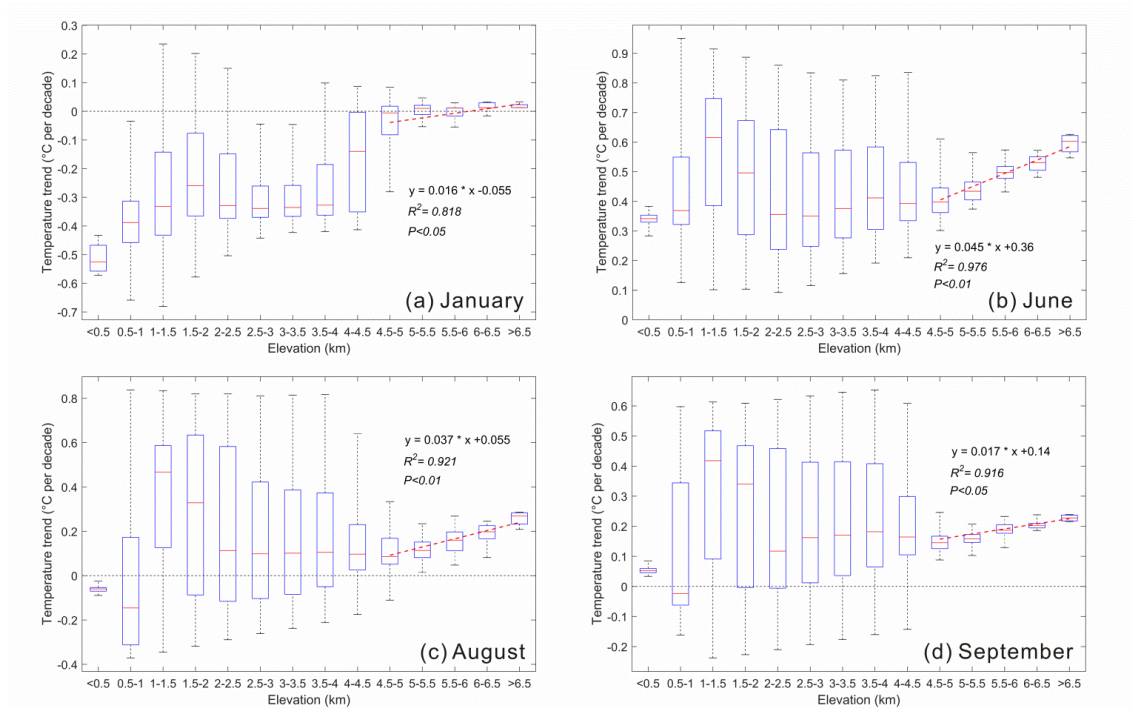 0.3
0.2
0.1
0
-0.1
-0.2
-0.3
-0.4
-0.5
-0.6
-0.7
Temperature trend (°C per decade)
y = 0.016 * x -0.055
R²= 0.818
P<0.05
(a) January
<0.5 0.5-1 1-1.5 1.5-2 2-2.5 2.5-3 3-3.5 3.5-4 4-4.5 4.5-5 5-5.5 5.5-6 6-6.5 >6.5
Elevation (km)
0.9
0.8
0.7
0.6
0.5
0.4
0.3
0.2
0.1
0
Temperature trend (°C per decade)
y = 0.045 * x +0.36
R²= 0.976
P<0.01
(b) June
<0.5 0.5-1 1-1.5 1.5-2 2-2.5 2.5-3 3-3.5 3.5-4 4-4.5 4.5-5 5-5.5 5.5-6 6-6.5 >6.5
Elevation (km)
0.8
0.6
0.4
0.2
0
-0.2
-0.4
Temperature trend (°C per decade)
y = 0.037 * x +0.055
R²= 0.921
P<0.01
(c) August
<0.5 0.5-1 1-1.5 1.5-2 2-2.5 2.5-3 3-3.5 3.5-4 4-4.5 4.5-5 5-5.5 5.5-6 6-6.5 >6.5
Elevation (km)
0.6
0.5
0.4
0.3
0.2
0.1
0
-0.1
-0.2
Temperature trend (°C per decade)
y = 0.017 * x +0.14
R²= 0.916
P<0.05
(d) September
<0.5 0.5-1 1-1.5 1.5-2 2-2.5 2.5-3 3-3.5 3.5-4 4-4.5 4.5-5 5-5.5 5.5-6 6-6.5 >6.5
Elevation (km)